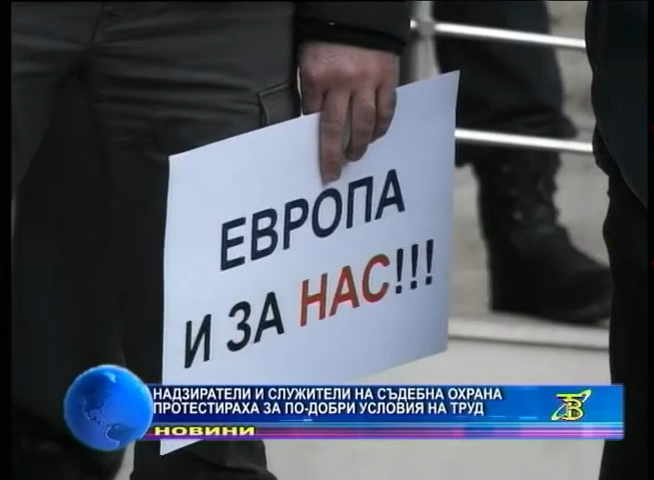 ЕВРОПА
И ЗА НАС!!!
НАДЗИРАТЕЛИ И СЛУЖИТЕЛИ НА СЪДЕБНА ОХРАНА
ПРОТЕСТИРАХА ЗА ПО-ДОБРИ УСЛОВИЯ НА ТРУД
НОВИНИ